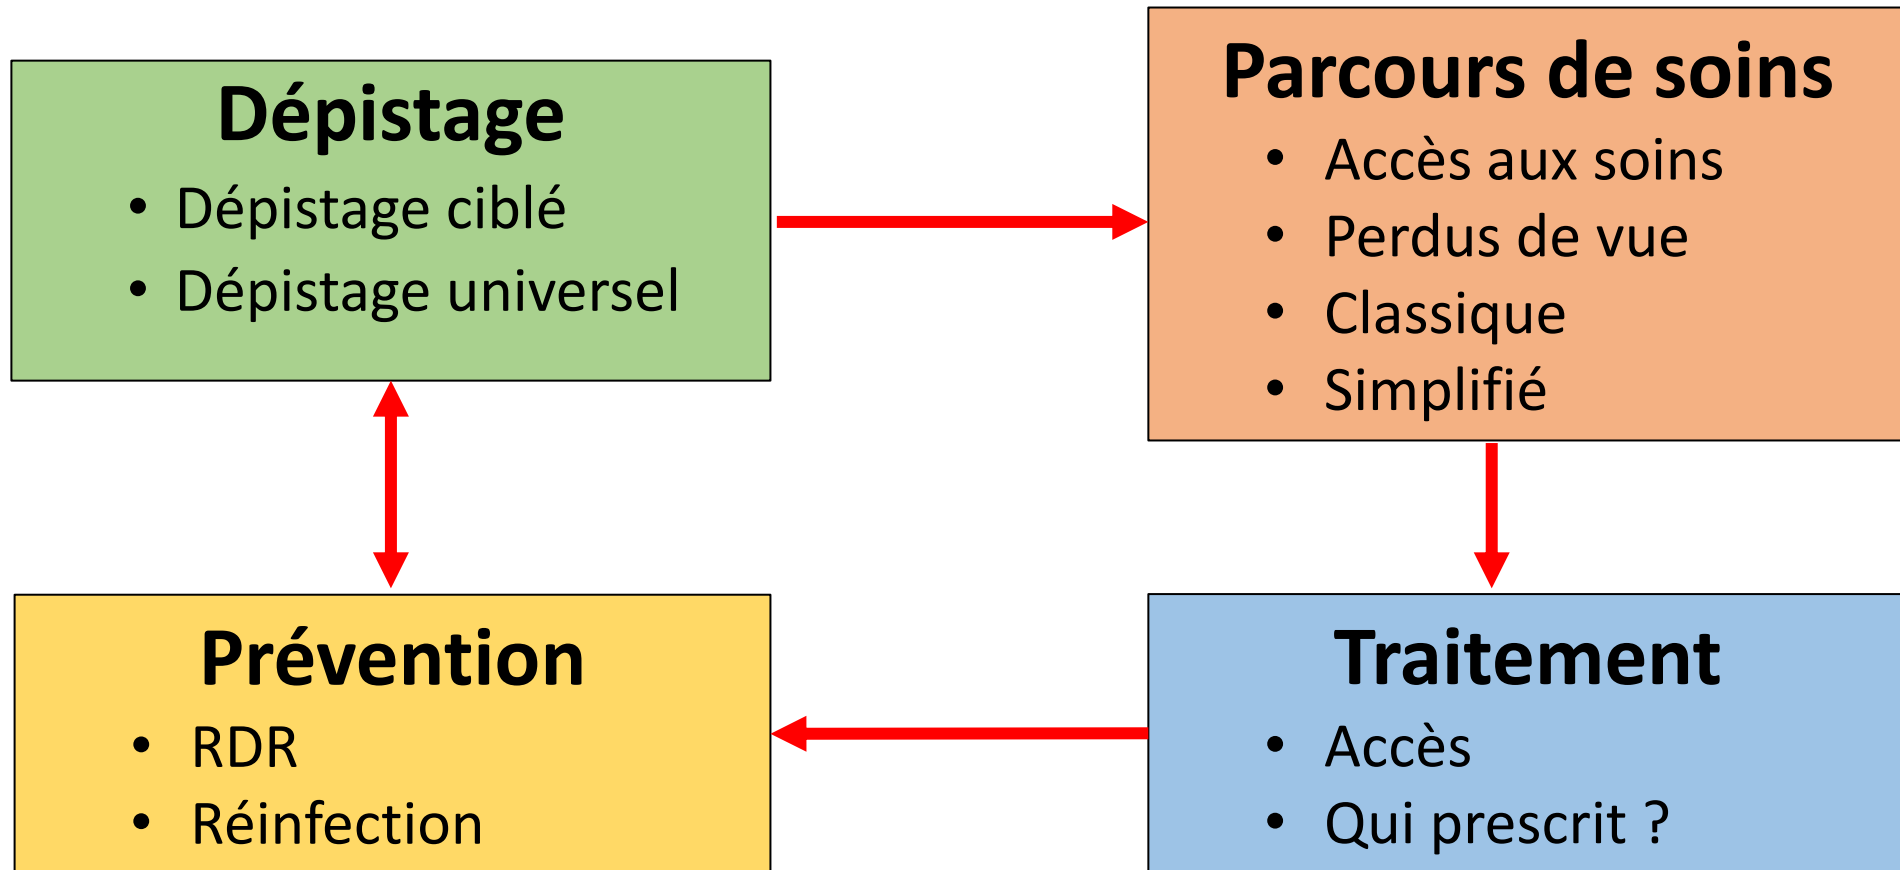 Dépistage
• Dépistage ciblé
• Dépistage universel
Parcours de soins
• Accès aux soins
• Perdus de vue
• Classique
• Simplifié
Prévention
• RDR
• Réinfection
Traitement
• Accès
• Qui prescrit ?